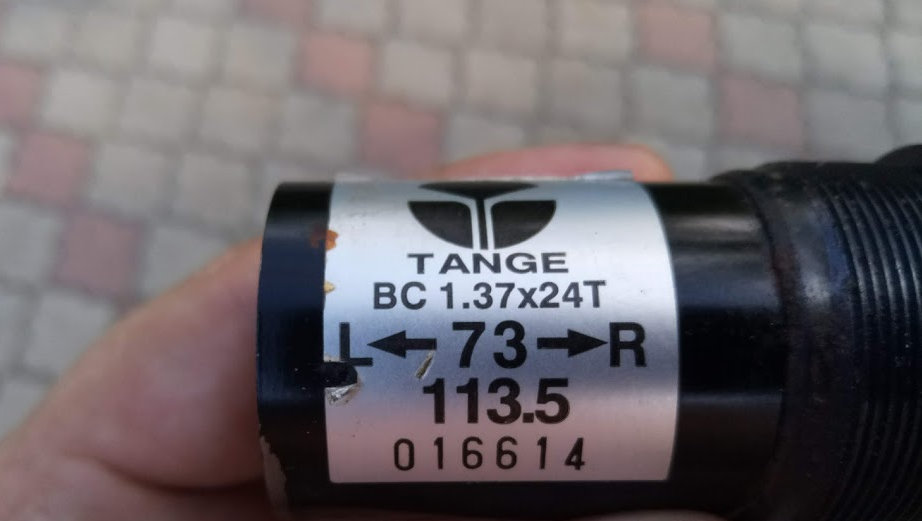 TANGE
BC 1.37x24T
L←73→R
113.5
016614